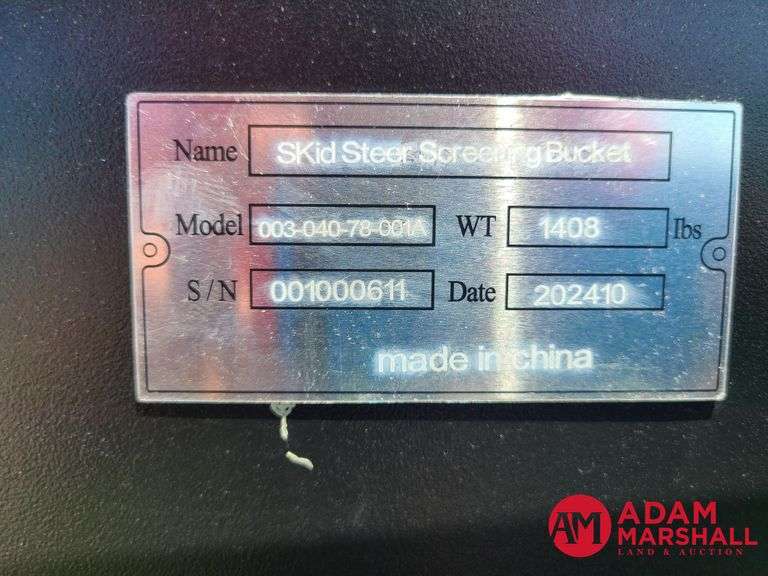 Name SKid Steer Screening Bucket
Model 003-040-78-001A WT 1408 Ibs
S/N 001000611 Date 202410
made in china
AM ADAM
MARSHALL
LAND & AUCTION